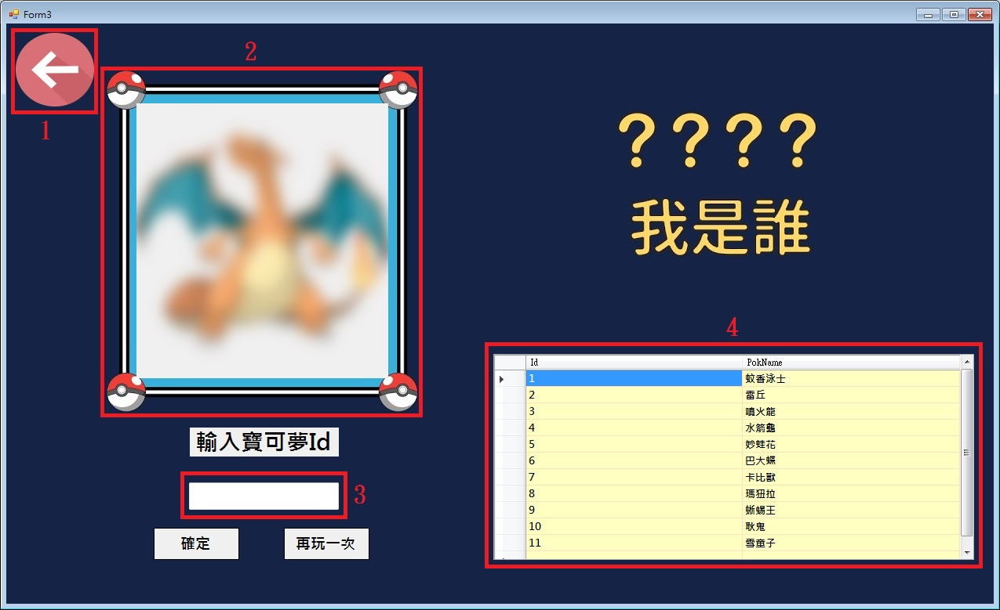 Form3
1
2
????
我是誰
4
Id PokName
1 蚊香泳士
2 雷丘
3 噴火龍
4 水箭龜
5 妙蛙花
6 巴大蝶
7 卡比獸
8 瑪狃拉
9 蜥蜴王
10 耿鬼
11 雪童子
輸入寶可夢Id
3
確定
再玩一次